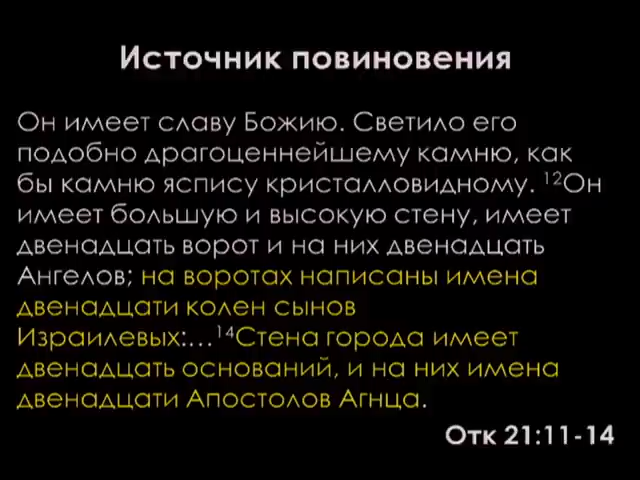 Источник повиновения
Он имеет славу Божию. Светило его
подобно драгоценнейшему камню, как
бы камню яспису кристалловидному. ¹²Он
имеет большую и высокую стену, имеет
двенадцать ворот и на них двенадцать
Ангелов; на воротах написаны имена
двенадцати колен сынов
Израилевых:…¹⁴Стена города имеет
двенадцать оснований, и на них имена
двенадцати Апостолов Агнца.
Отк 21:11-14